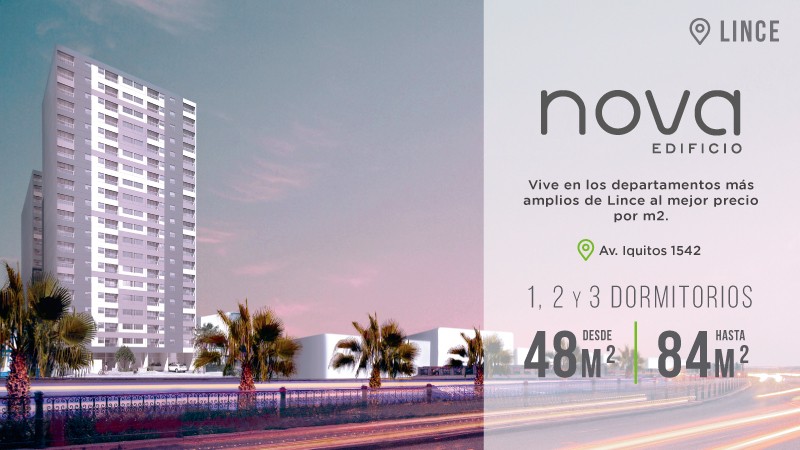 LINCE
nova
EDIFICIO
Vive en los departamentos más
amplios de Lince al mejor precio
por m2.
Av. Iquitos 1542
1, 2 Y 3 DORMITORIOS
DESDE
48M²
HASTA
84M²